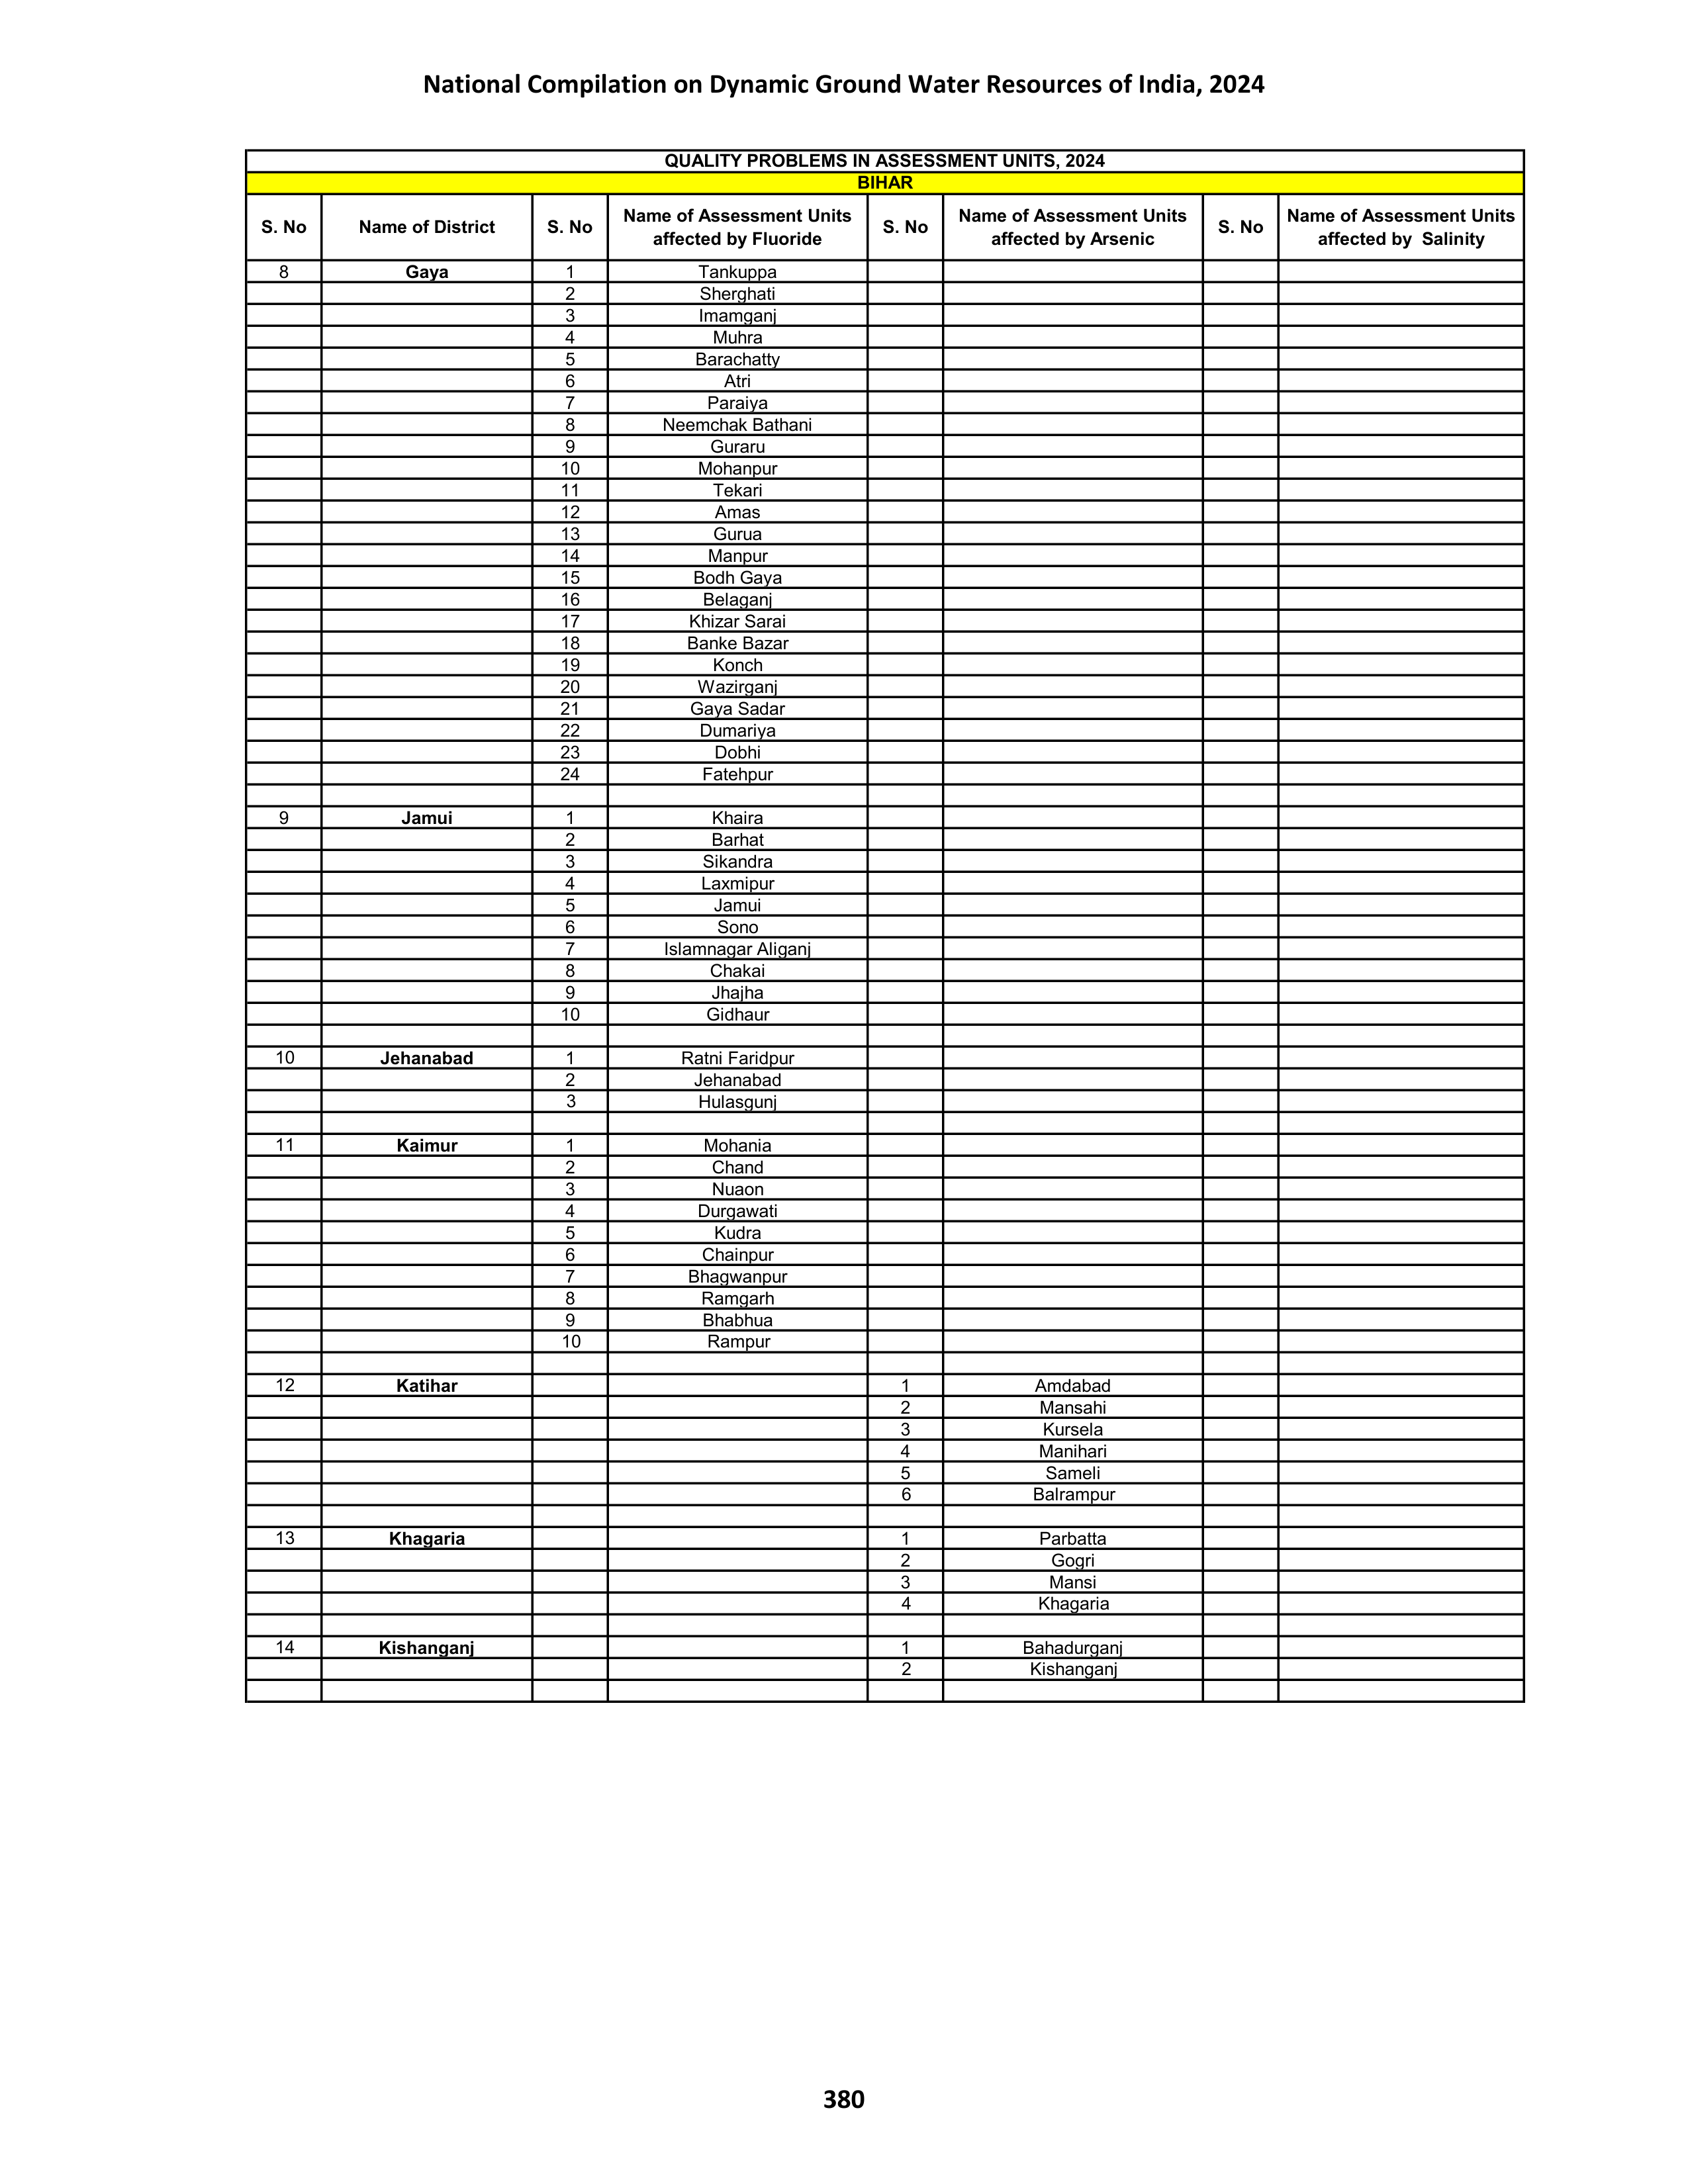 National Compilation on Dynamic Ground Water Resources of India, 2024
QUALITY PROBLEMS IN ASSESSMENT UNITS, 2024
BIHAR
S. No Name of District S. No Name of Assessment Units affected by Fluoride S. No Name of Assessment Units affected by Arsenic S. No Name of Assessment Units affected by Salinity
8 Gaya 1 Tankuppa
2 Sherghati
3 Imamganj
4 Muhra
5 Barachatty
6 Atri
7 Paraiya
8 Neemchak Bathani
9 Guraru
10 Mohanpur
11 Tekari
12 Amas
13 Gurua
14 Manpur
15 Bodh Gaya
16 Belaganj
17 Khizar Sarai
18 Banke Bazar
19 Konch
20 Wazirganj
21 Gaya Sadar
22 Dumariya
23 Dobhi
24 Fatehpur
9 Jamui 1 Khaira
2 Barhat
3 Sikandra
4 Laxmipur
5 Jamui
6 Sono
7 Islamnagar Aliganj
8 Chakai
9 Jhajha
10 Gidhaur
10 Jehanabad 1 Ratni Faridpur
2 Jehanabad
3 Hulasgunj
11 Kaimur 1 Mohania
2 Chand
3 Nuaon
4 Durgawati
5 Kudra
6 Chainpur
7 Bhagwanpur
8 Ramgarh
9 Bhabhua
10 Rampur
12 Katihar 1 Amdabad
2 Mansahi
3 Kursela
4 Manihari
5 Sameli
6 Balrampur
13 Khagaria 1 Parbatta
2 Gogri
3 Mansi
4 Khagaria
14 Kishanganj 1 Bahadurganj
2 Kishanganj
380